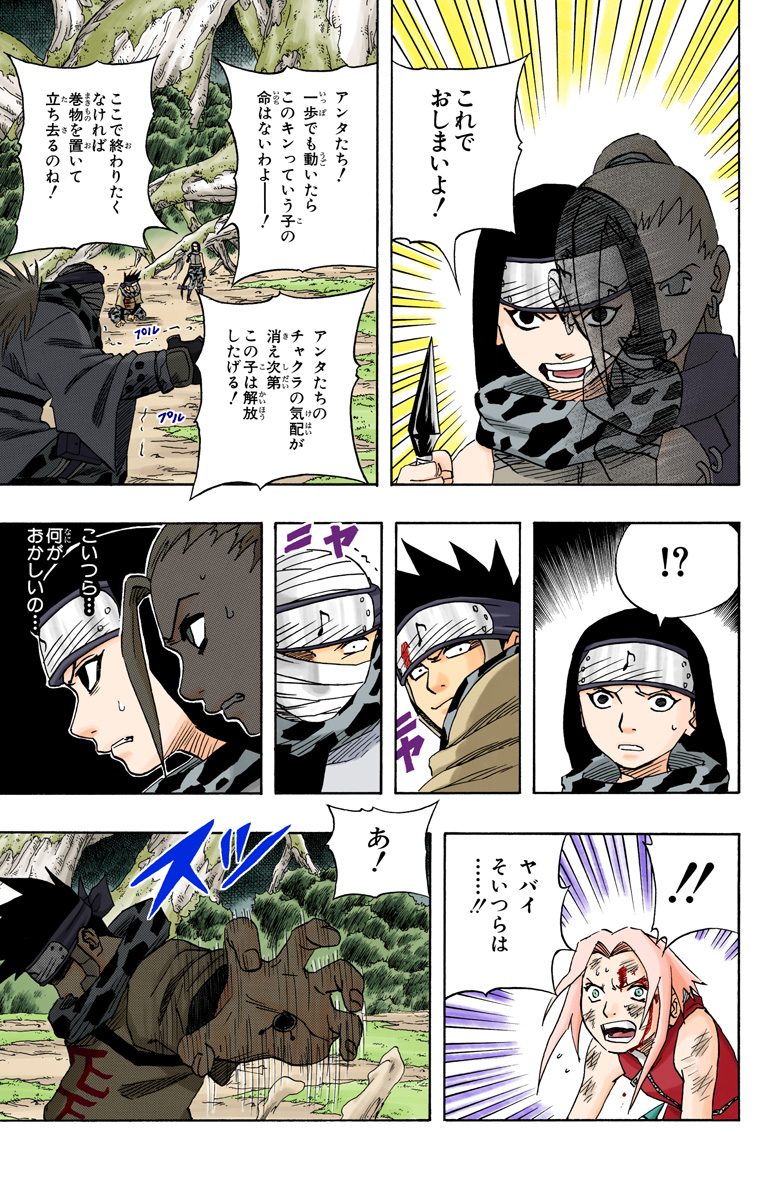 これで
おしまいよ！
アンタたち！
一歩でも動いたら
このキンっていう子の
命はないわよ――！
ここで終わりたく
なければ
巻物を置いて
立ち去るのね！
アンタたちの
チャクラの気配が
消え次第
この子は解放
したげる！
プル
プル
！？
ニヤ
ニヤ
こいつら…
何が
おかしいの…
！！
ヤバイ
そいつらは
……！！
あ！
スッ